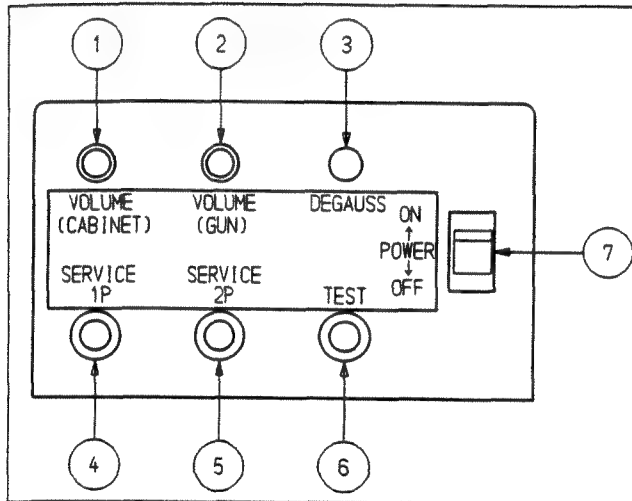 1 2 3
VOLUME (CABINET)
VOLUME (GUN)
DEGAUSS
ON
↑
POWER
↓
OFF
SERVICE 1P
SERVICE 2P
TEST
7
4 5 6